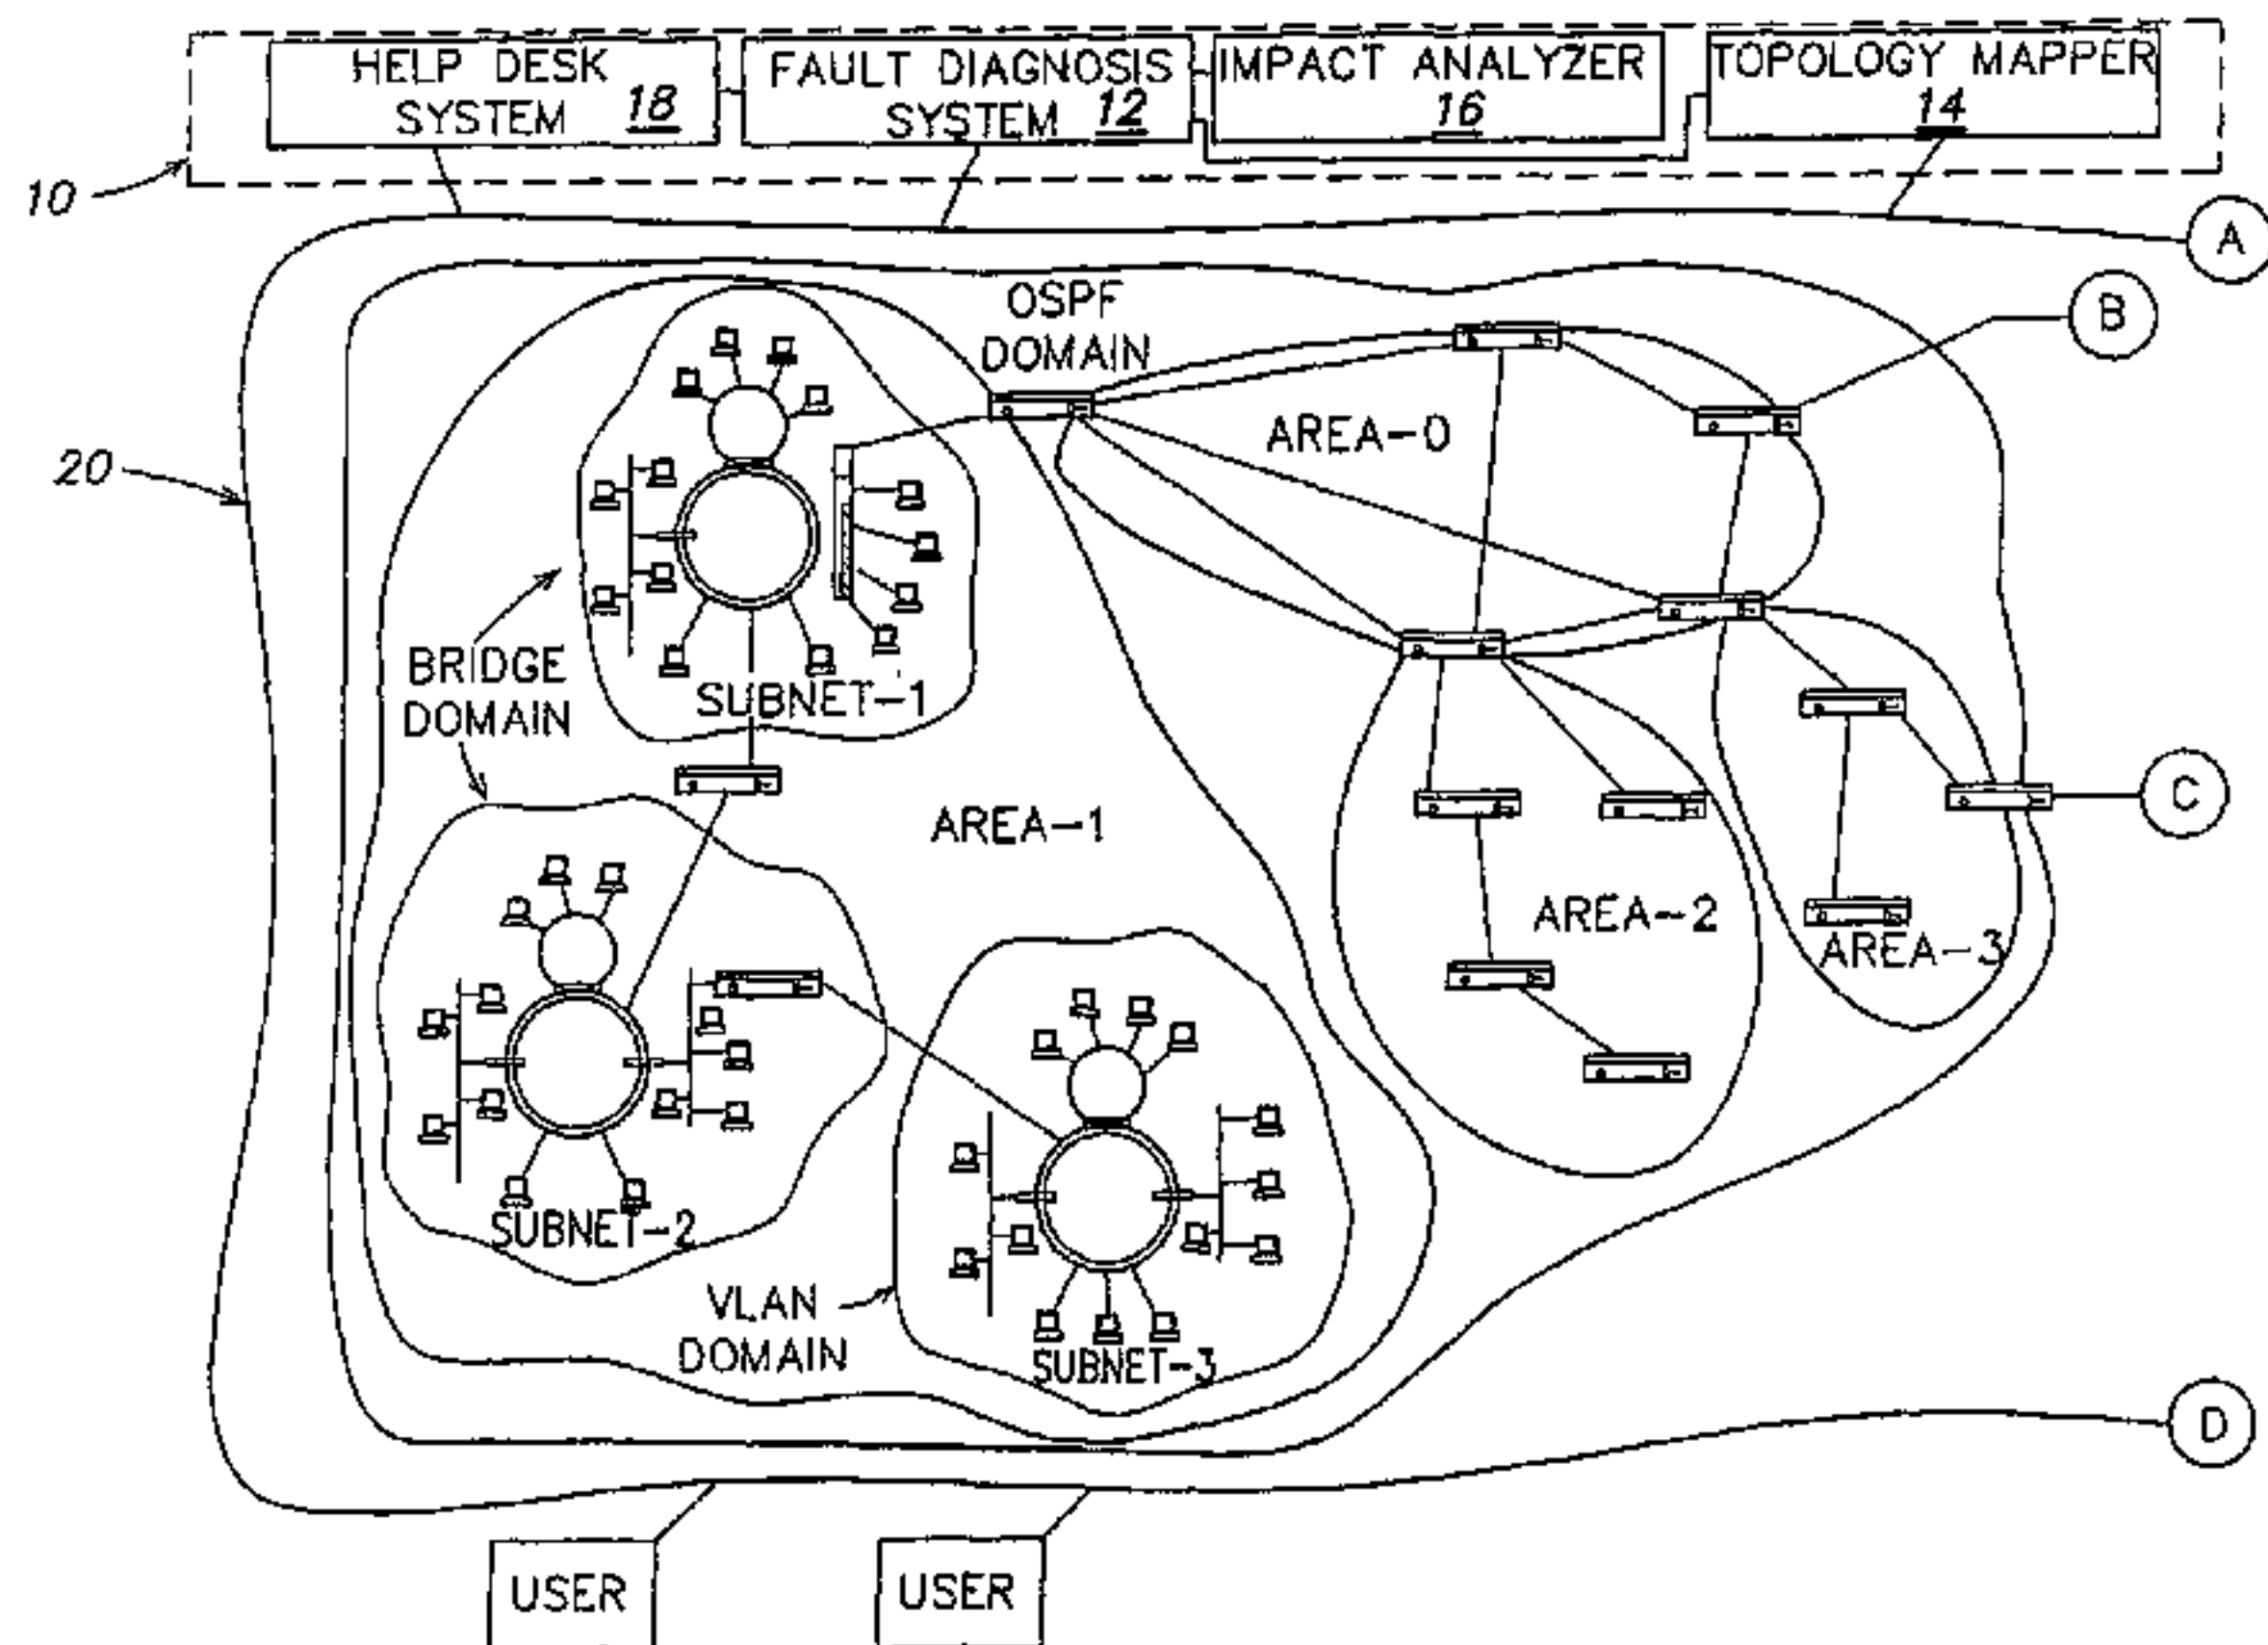 HELP DESK
SYSTEM 18
FAULT DIAGNOSIS
SYSTEM 12
IMPACT ANALYZER
16
TOPOLOGY MAPPER
14
10
A
OSPF
DOMAIN
B
AREA-0
20
BRIDGE
DOMAIN
SUBNET-1
C
AREA-1
AREA-2
AREA-3
SUBNET-2
VLAN
DOMAIN
SUBNET-3
D
USER
USER